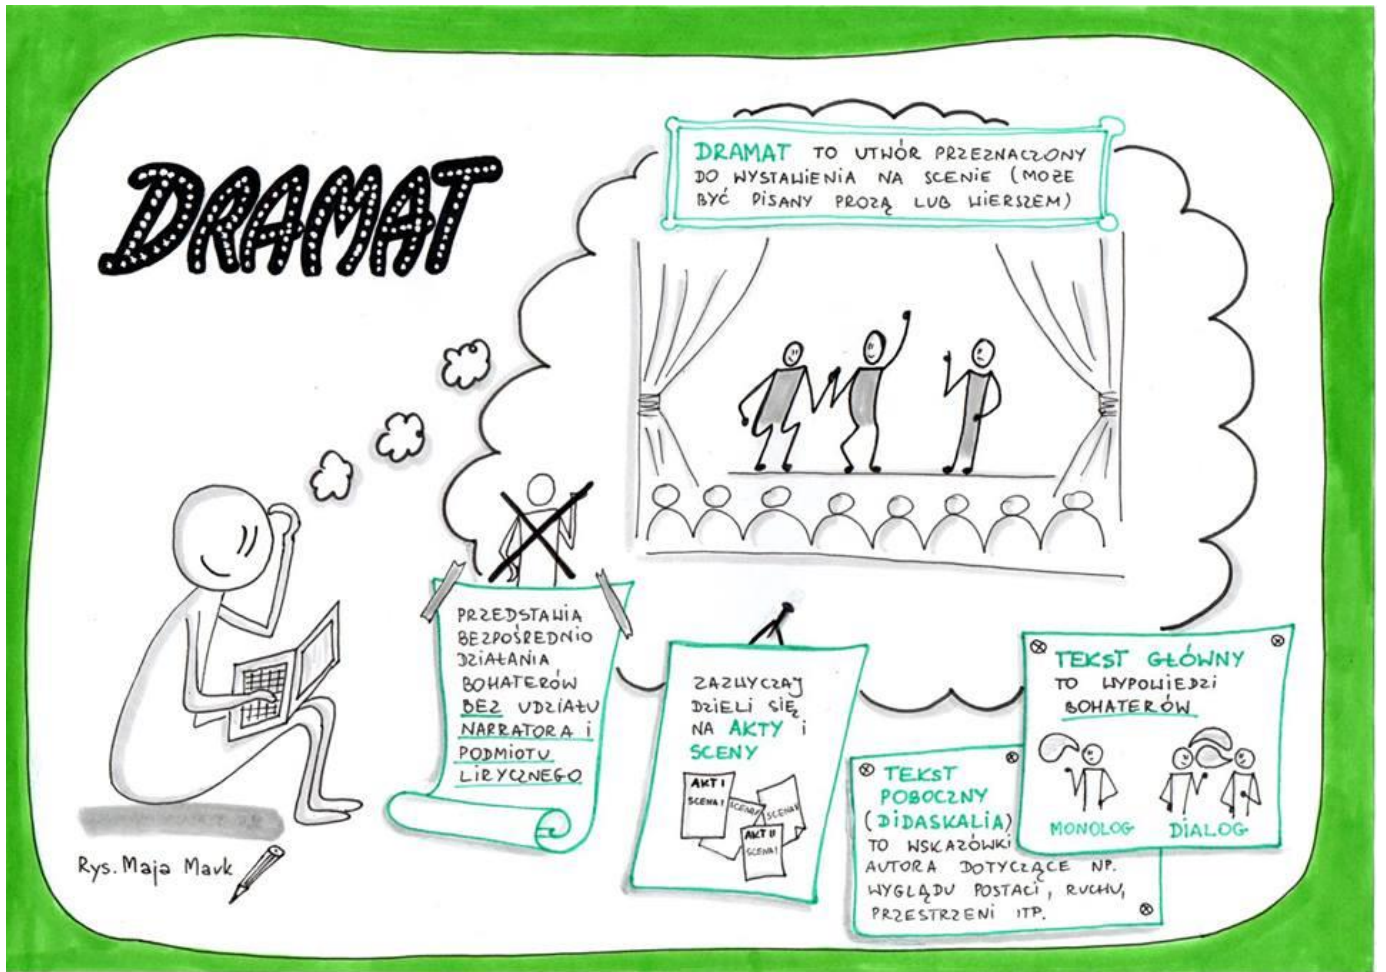 DRAMAT
DRAMAT TO UTWÓR PRZEZNACZONY
DO WYSTAWIENIA NA SCENIE (MOŻE
BYĆ PISANY PROZĄ LUB WIERSZEM)
PRZEDSTAWIA
BEZPOŚREDNIO
DZIAŁANIA
BOHATERÓW
BEZ UDZIAŁU
NARRATORA I
PODMIOTU
LIRYCZNEGO
ZAZWYCZAJ
DZIELI SIĘ
NA AKTY i
SCENY
AKT I
SCENA I
SCENA
SCENA
AKT II
SCENA I
TEKST
POBOCZNY
(DIDASKALIA)
TO WSKAZÓWKI
AUTORA DOTYCZĄCE NP.
WYGLĄDU POSTACI, RUCHU,
PRZESTRZENI ITP.
TEKST GŁÓWNY
TO WYPOWIEDZI
BOHATERÓW
MONOLOG DIALOG
Rys. Maja Mark